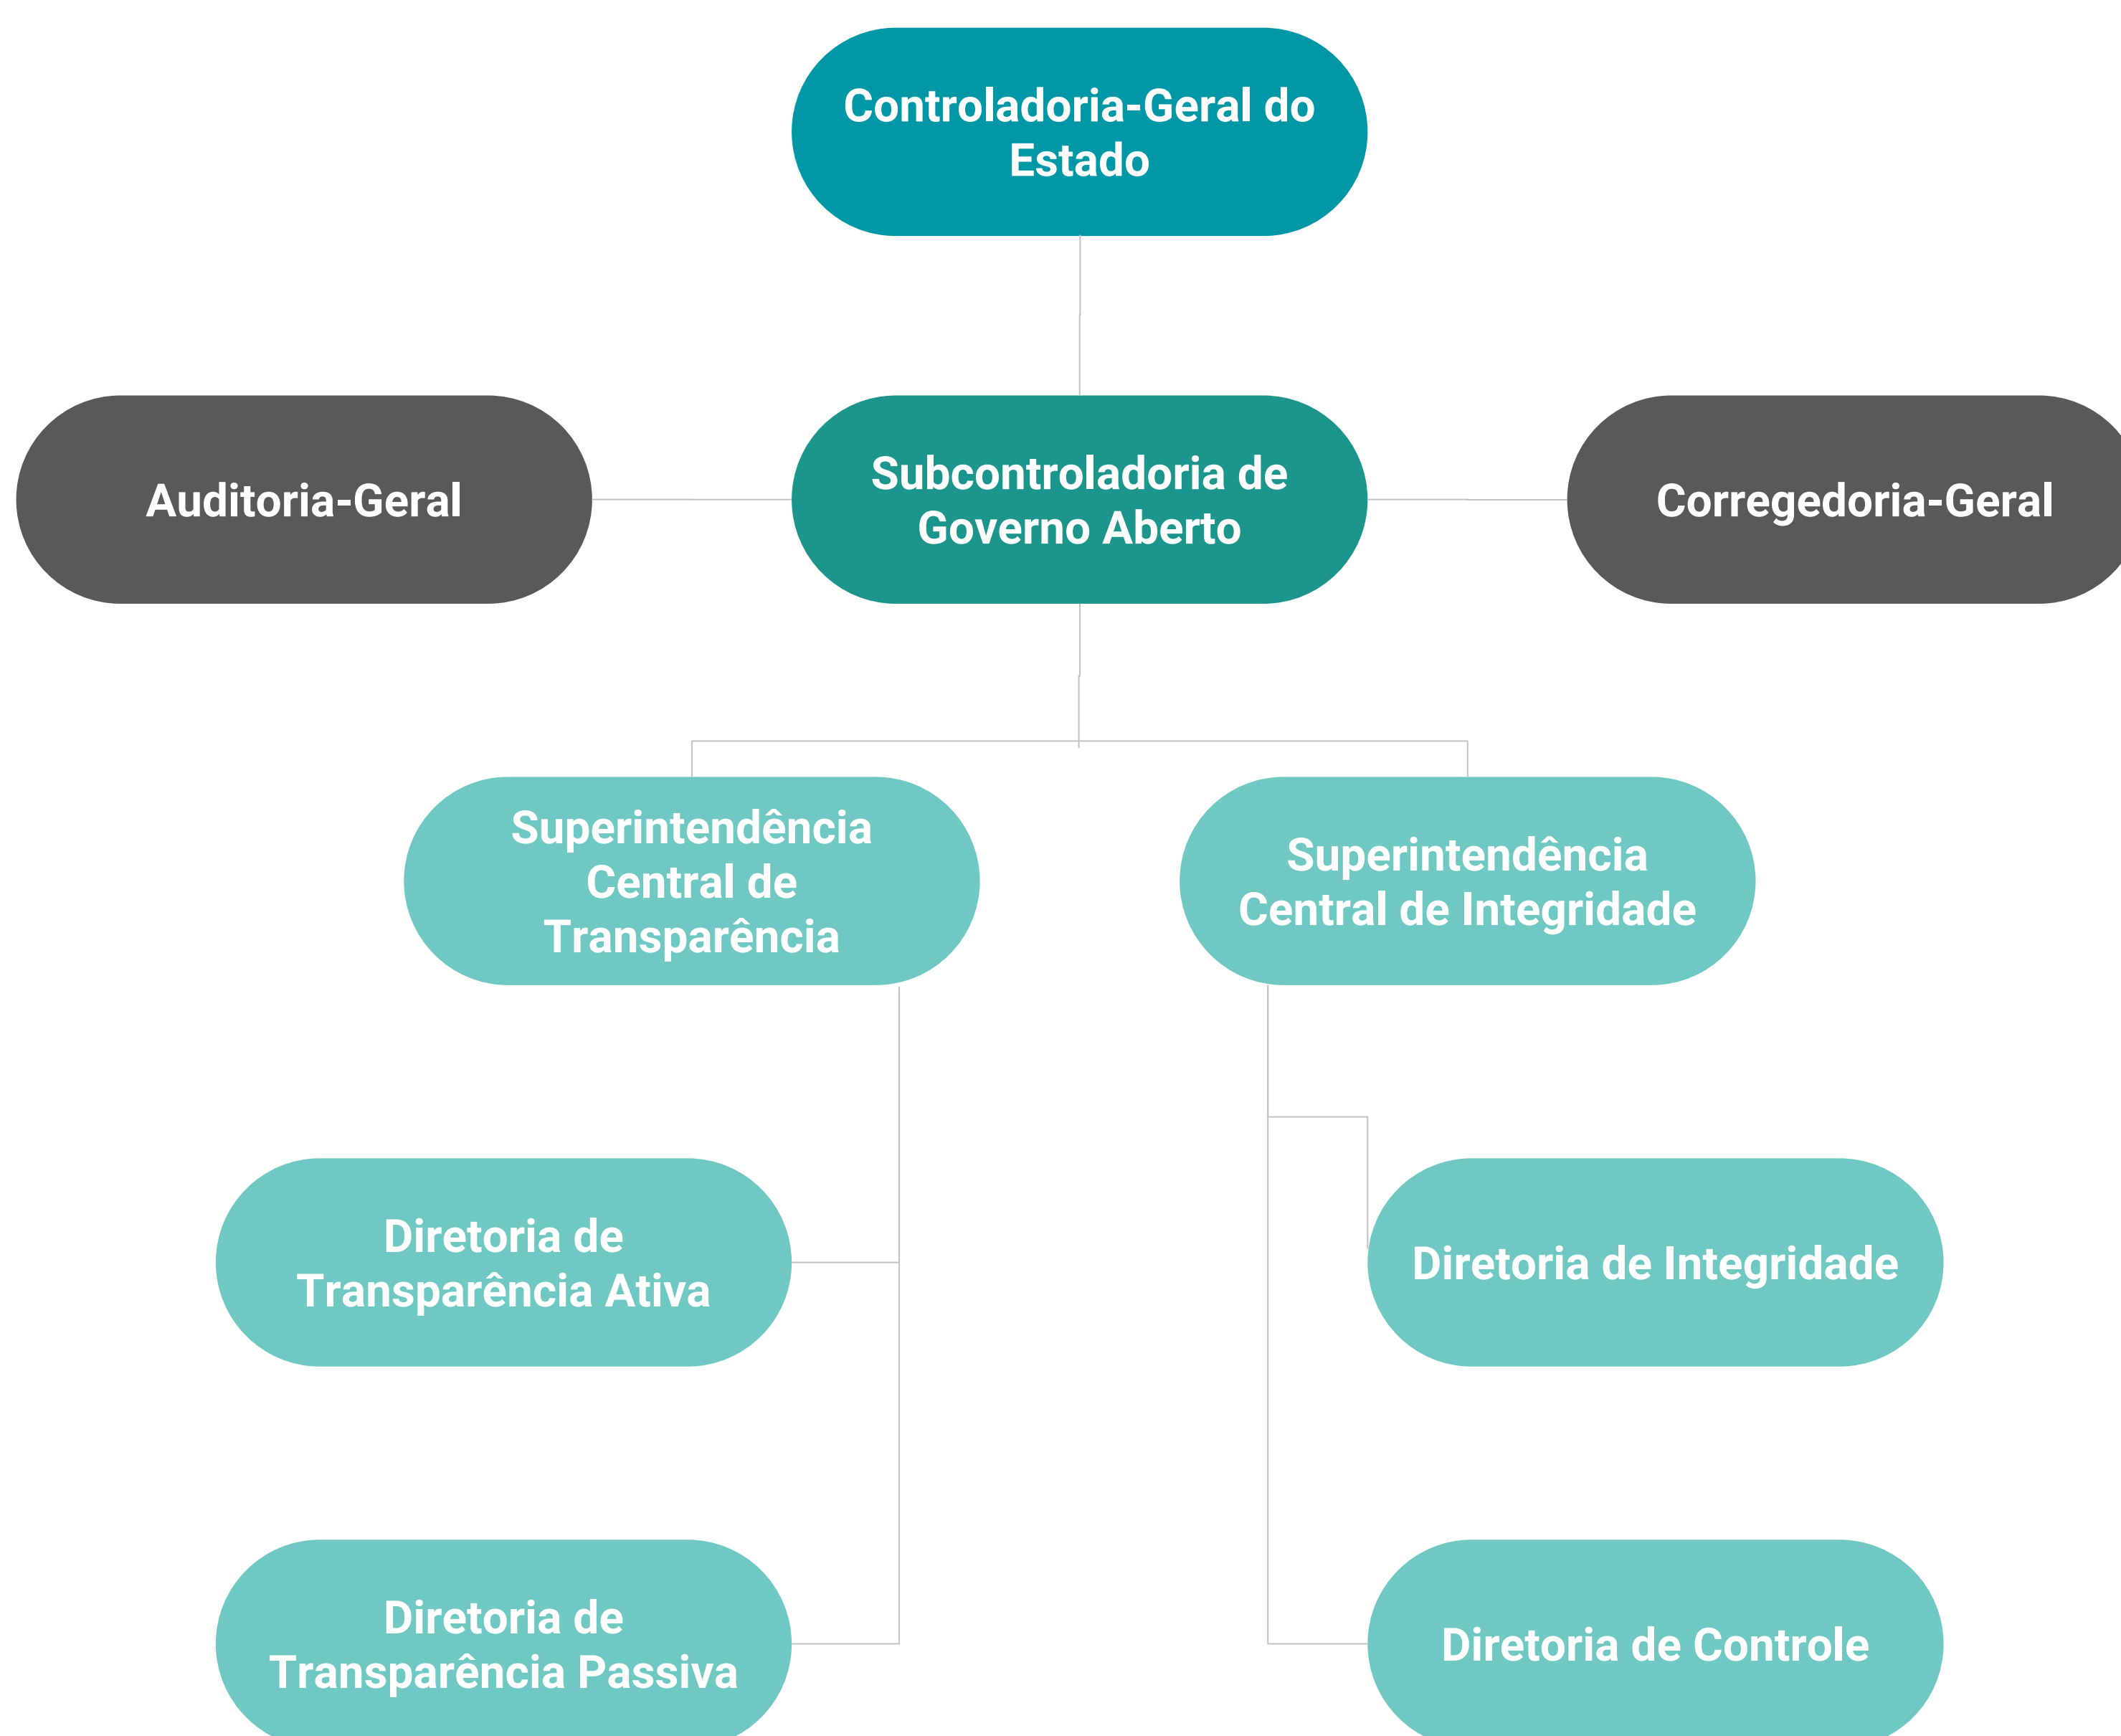 Controladoria-Geral do
Estado
Auditoria-Geral
Subcontroladoria de
Governo Aberto
Corregedoria-Geral
Superintendência
Central de
Transparência
Superintendência
Central de Integridade
Diretoria de
Transparência Ativa
Diretoria de Integridade
Diretoria de
Transparência Passiva
Diretoria de Controle